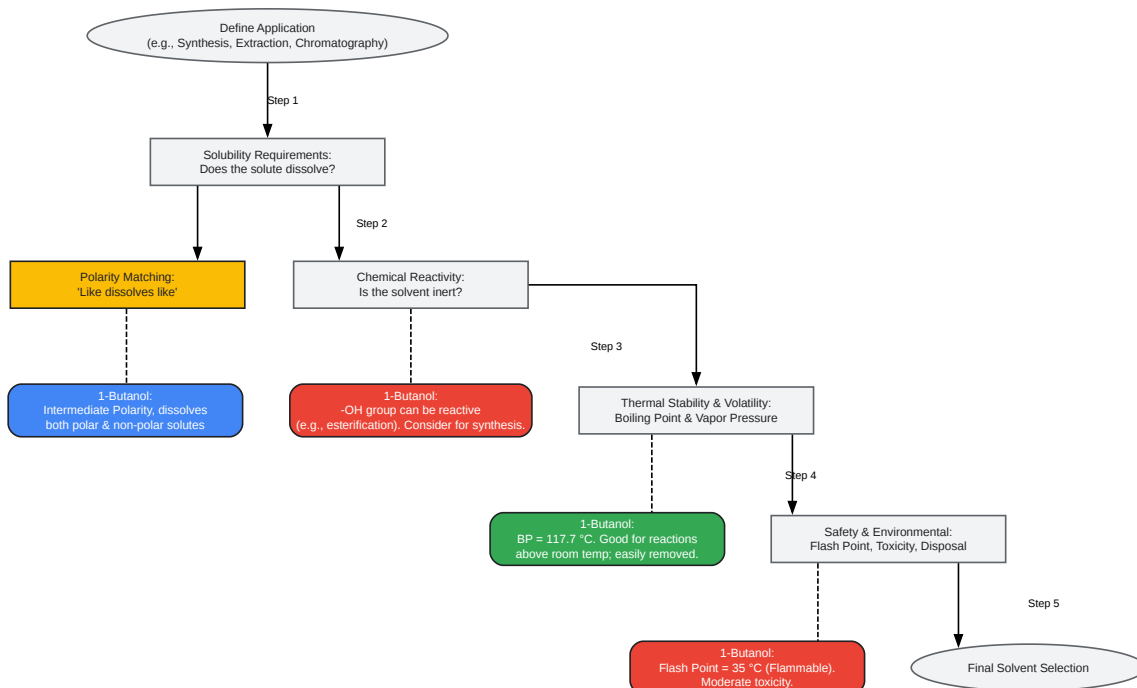 Define Application
(e.g., Synthesis, Extraction, Chromatography)
Step 1
Solubility Requirements:
Does the solute dissolve?
Step 2
Polarity Matching:
'Like dissolves like'
Chemical Reactivity:
Is the solvent inert?
Step 3
1-Butanol:
Intermediate Polarity, dissolves
both polar & non-polar solutes
1-Butanol:
-OH group can be reactive
(e.g., esterification). Consider for synthesis.
Thermal Stability & Volatility:
Boiling Point & Vapor Pressure
Step 4
1-Butanol:
BP = 117.7 °C. Good for reactions
above room temp; easily removed.
Safety & Environmental:
Flash Point, Toxicity, Disposal
Step 5
1-Butanol:
Flash Point = 35 °C (Flammable).
Moderate toxicity.
Final Solvent Selection